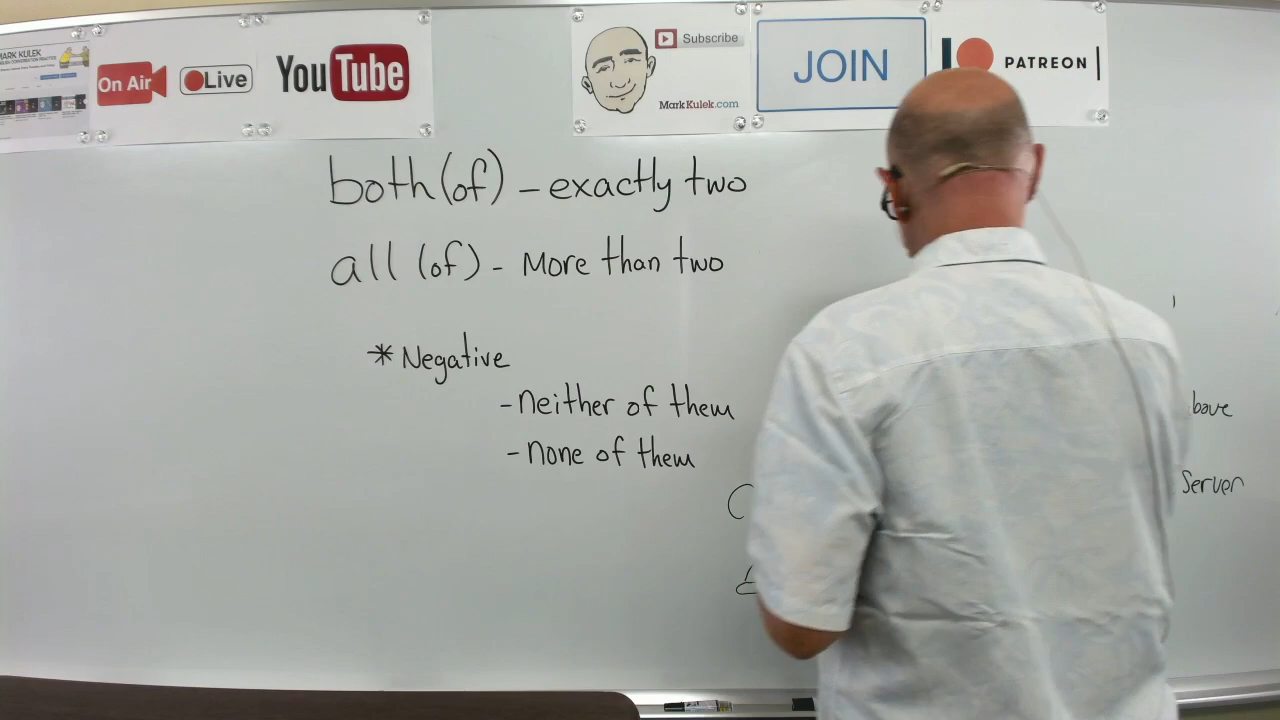 MARK KULEK
On Air
Live
YouTube
Subscribe
MarkKulek.com
JOIN
PATREON
both (of) – exactly two
all (of) - More than two
* Negative
- neither of them
- none of them
Server